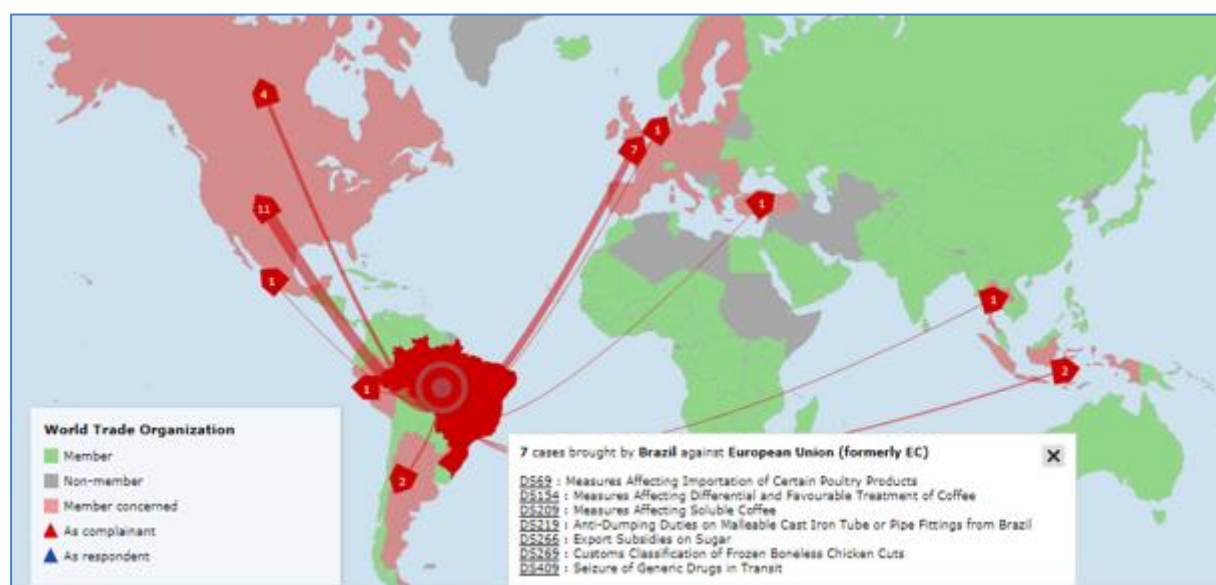 4
1
7
1
11
1
1
2
1
2
World Trade Organization
Member
Non-member
Member concerned
As complainant
As respondent
7 cases brought by Brazil against European Union (formerly EC)
DS69 : Measures Affecting Importation of Certain Poultry Products
DS154 : Measures Affecting Differential and Favourable Treatment of Coffee
DS209 : Measures Affecting Soluble Coffee
DS219 : Anti-Dumping Duties on Malleable Cast Iron Tube or Pipe Fittings from Brazil
DS266 : Export Subsidies on Sugar
DS269 : Customs Classification of Frozen Boneless Chicken Cuts
DS409 : Seizure of Generic Drugs in Transit